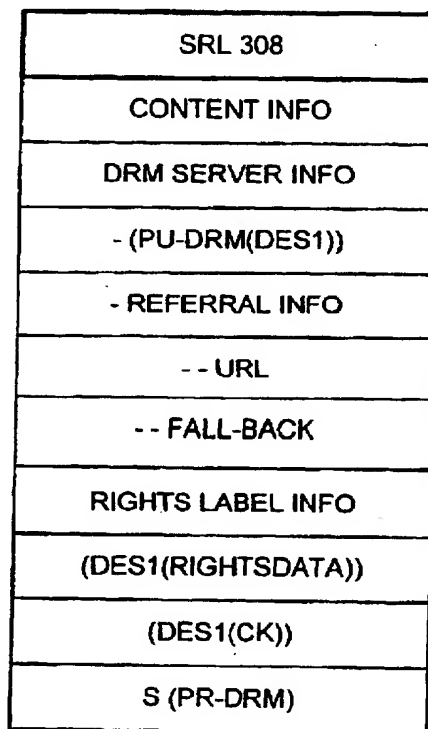 SRL 308
CONTENT INFO
DRM SERVER INFO
- (PU-DRM(DES1))
- REFERRAL INFO
- - URL
- - FALL-BACK
RIGHTS LABEL INFO
(DES1(RIGHTSDATA))
(DES1(CK))
S (PR-DRM)